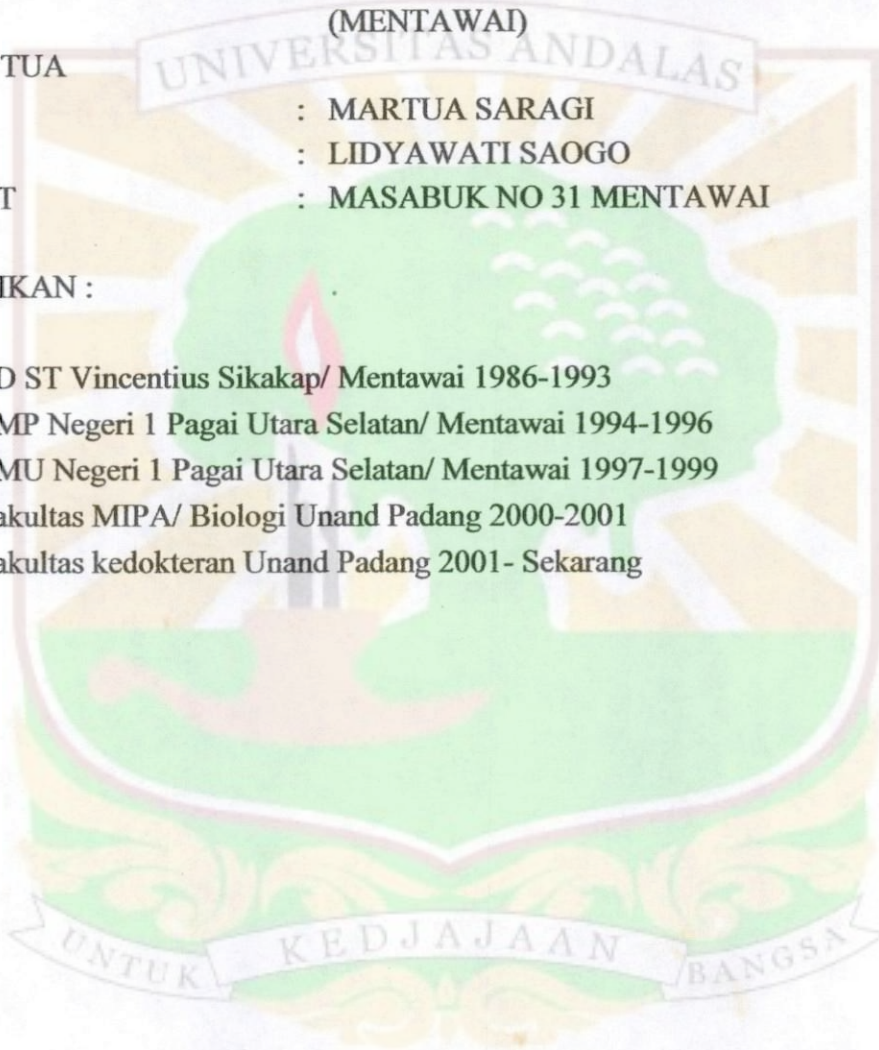 (MENTAWAI)
UNIVERSITAS ANDALAS
TUA
: MARTUA SARAGI
: LIDYAWATI SAOGO
T : MASABUK NO 31 MENTAWAI
IKAN :
D ST Vincentius Sikakap/ Mentawai 1986-1993
MP Negeri 1 Pagai Utara Selatan/ Mentawai 1994-1996
MU Negeri 1 Pagai Utara Selatan/ Mentawai 1997-1999
akultas MIPA/ Biologi Unand Padang 2000-2001
akultas kedokteran Unand Padang 2001- Sekarang
UNTUK KEDJAJAAN BANGSA